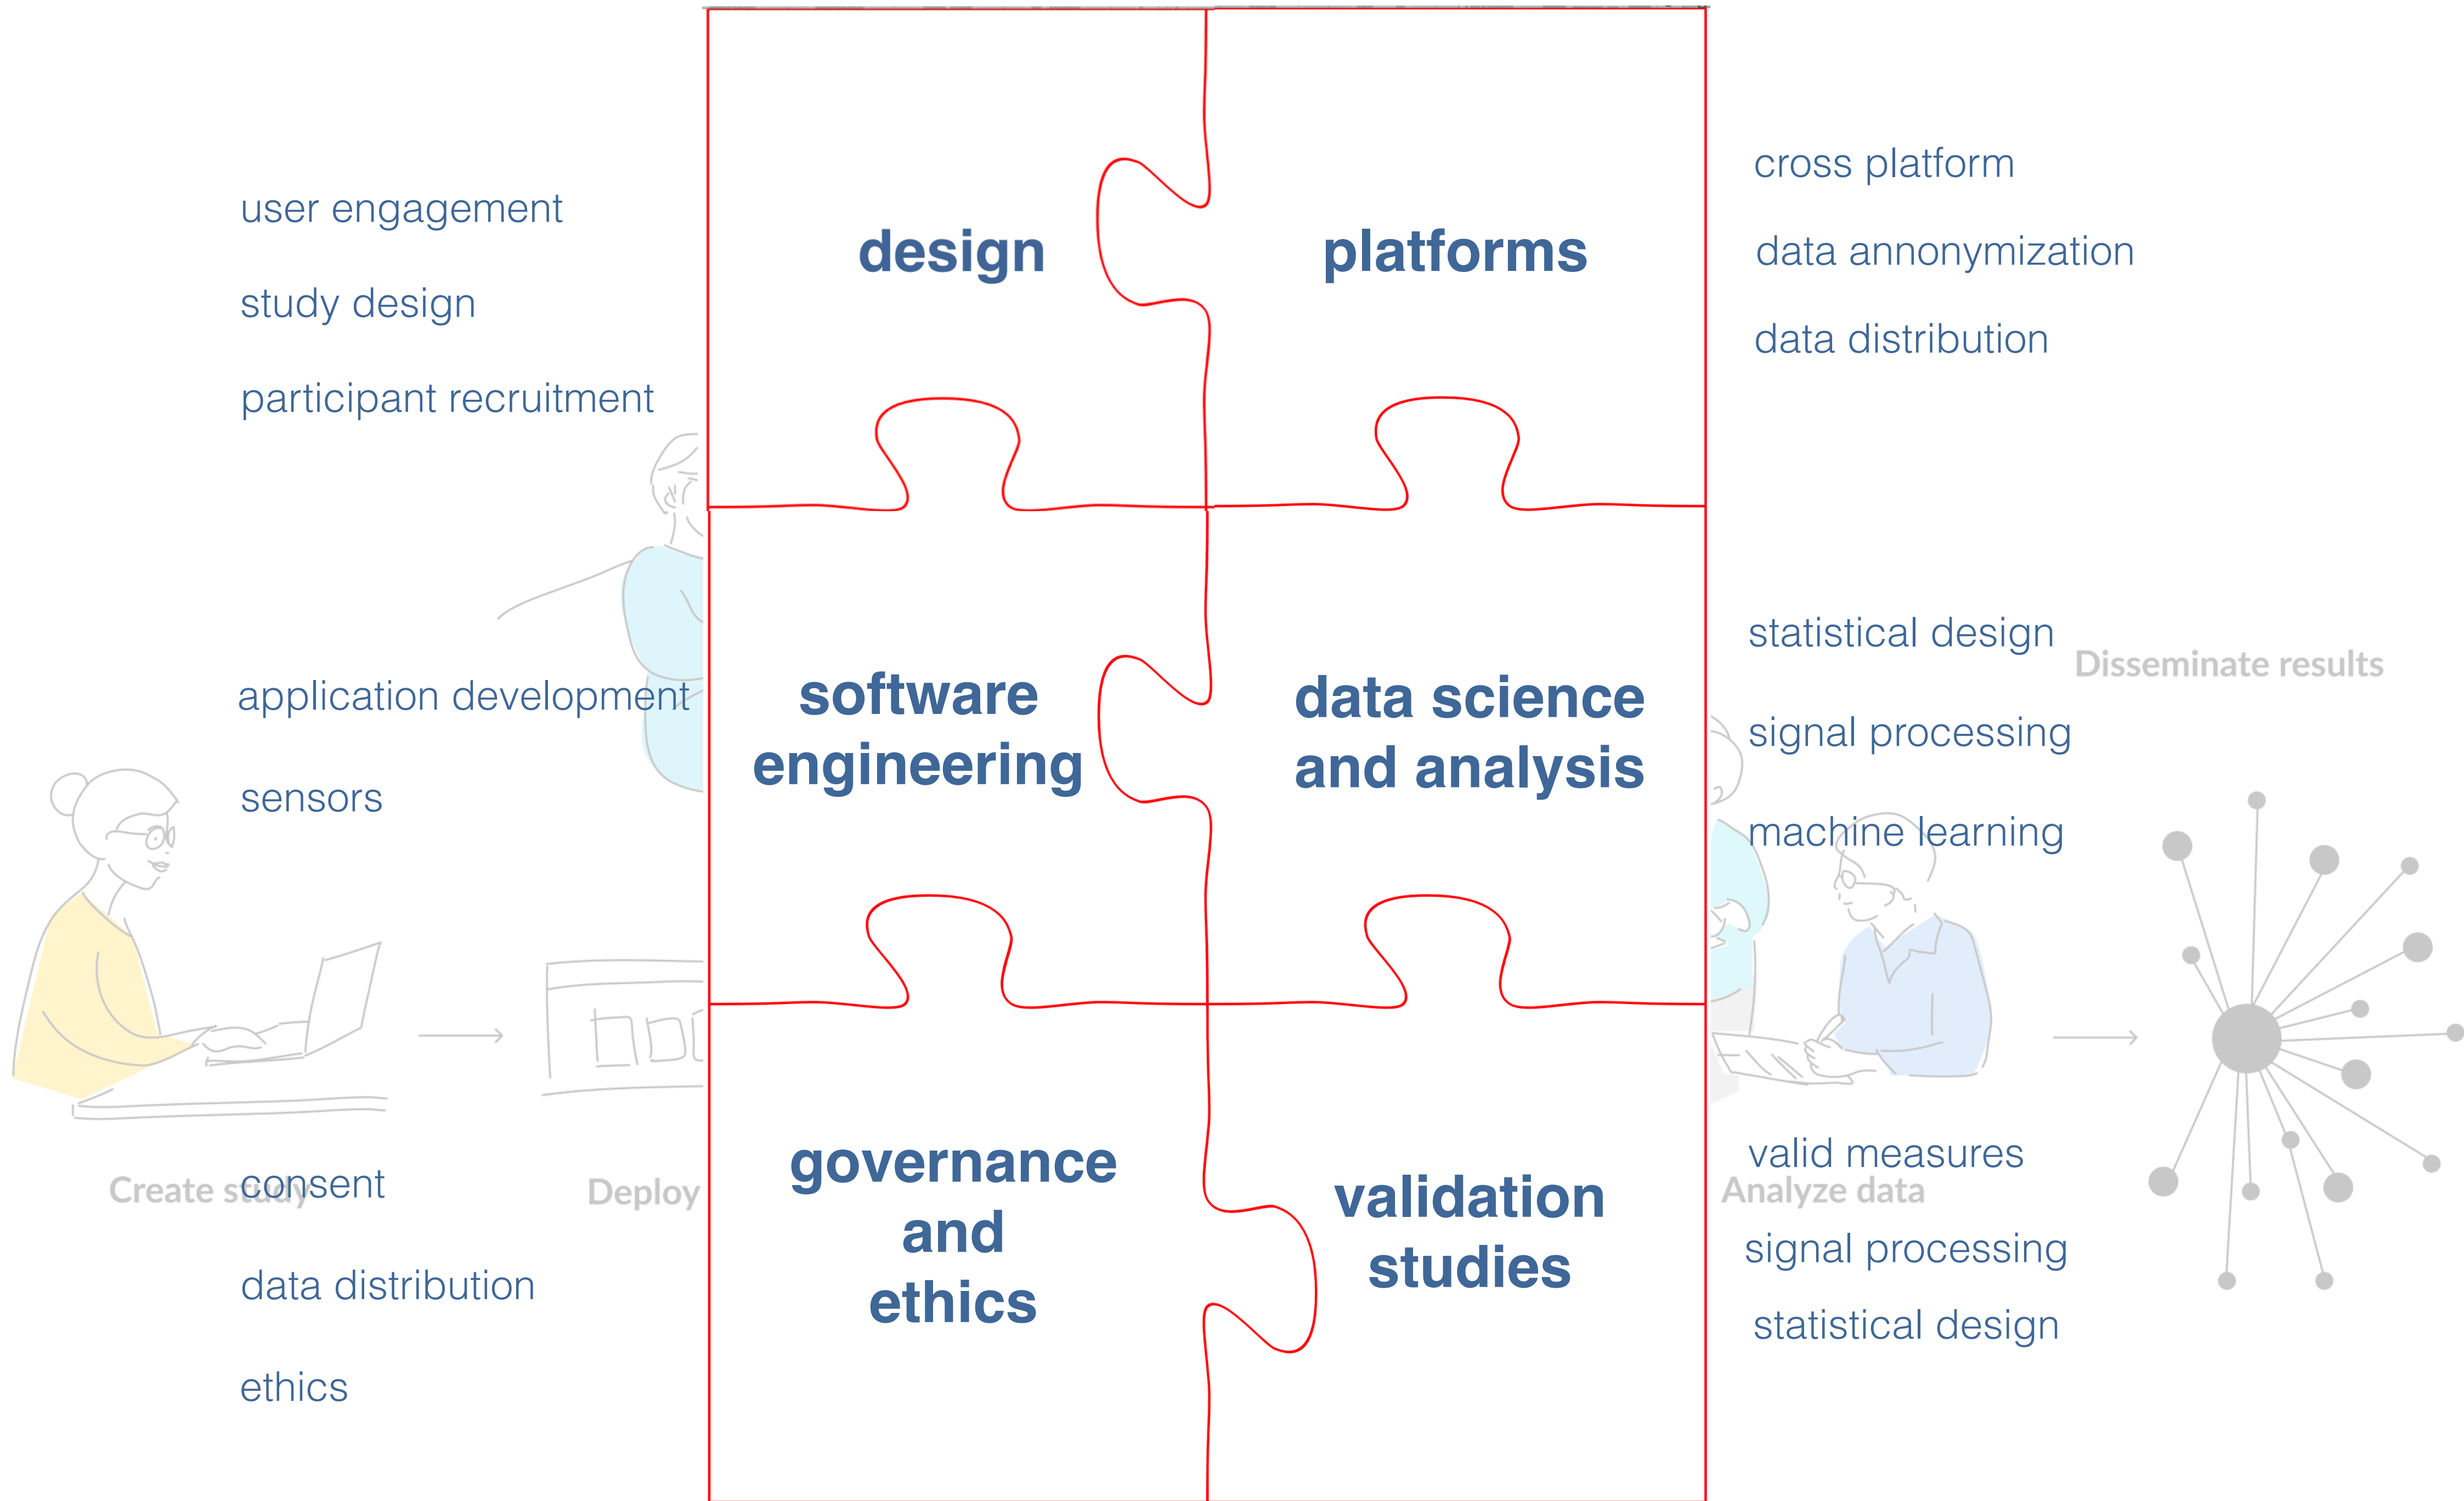 user engagement
study design
participant recruitment
design
platforms
cross platform
data annonymization
data distribution
application development
sensors
software
engineering
data science
and analysis
statistical design
signal processing
machine learning
Disseminate results
Create study
consent
data distribution
ethics
Deploy
governance
and
ethics
validation
studies
valid measures
Analyze data
signal processing
statistical design